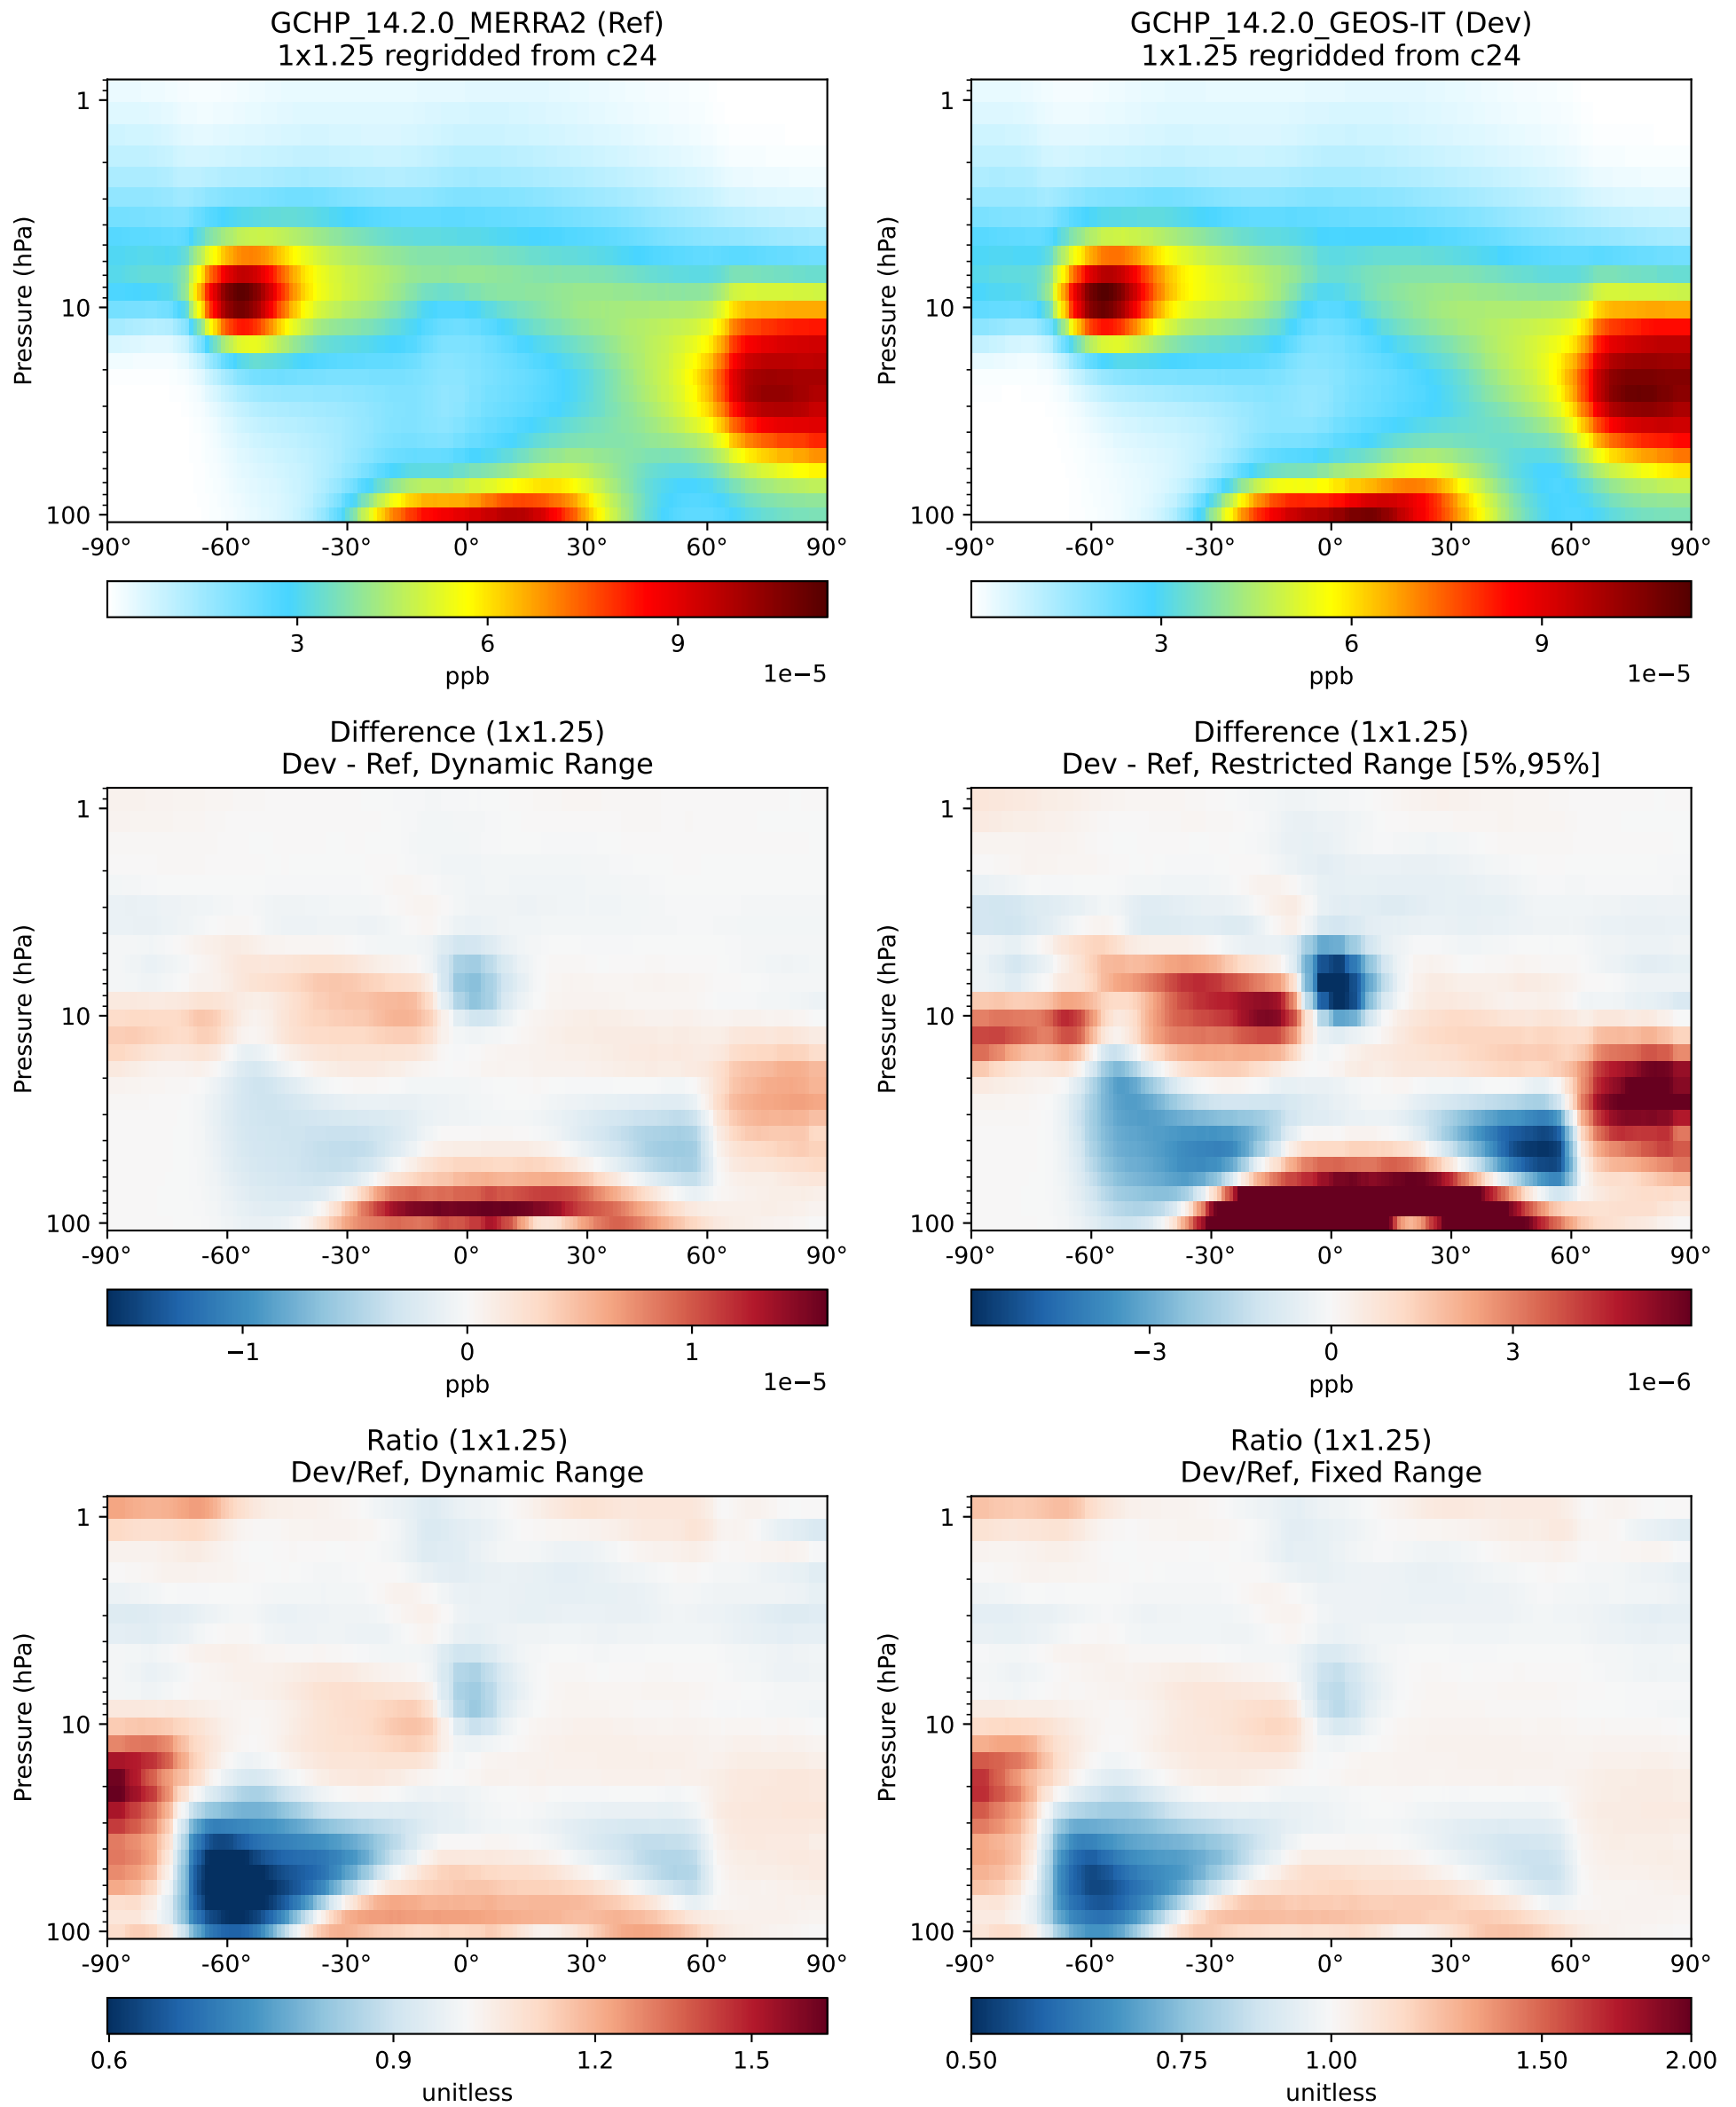 GCHP_14.2.0_MERRA2 (Ref)
1x1.25 regridded from c24
Pressure (hPa)
1
10
100
-90°
-60°
-30°
0°
30°
60°
90°
3
6
9
1e−5
ppb
GCHP_14.2.0_GEOS-IT (Dev)
1x1.25 regridded from c24
Pressure (hPa)
1
10
100
-90°
-60°
-30°
0°
30°
60°
90°
3
6
9
1e−5
ppb
Difference (1x1.25)
Dev - Ref, Dynamic Range
Pressure (hPa)
1
10
100
-90°
-60°
-30°
0°
30°
60°
90°
−1
0
1
1e−5
ppb
Difference (1x1.25)
Dev - Ref, Restricted Range [5%,95%]
Pressure (hPa)
1
10
100
-90°
-60°
-30°
0°
30°
60°
90°
−3
0
3
1e−6
ppb
Ratio (1x1.25)
Dev/Ref, Dynamic Range
Pressure (hPa)
1
10
100
-90°
-60°
-30°
0°
30°
60°
90°
0.6
0.9
1.2
1.5
unitless
Ratio (1x1.25)
Dev/Ref, Fixed Range
Pressure (hPa)
1
10
100
-90°
-60°
-30°
0°
30°
60°
90°
0.50
0.75
1.00
1.50
2.00
unitless